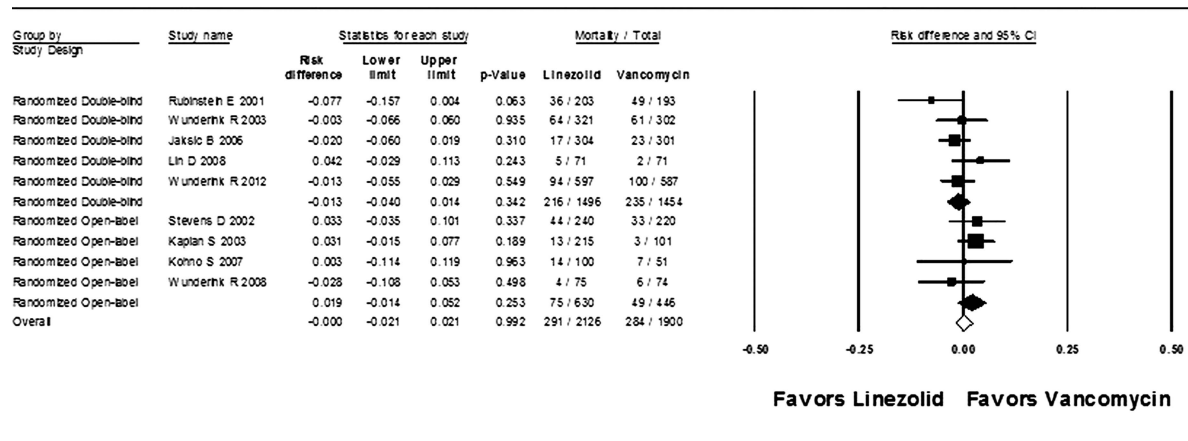 Group by Study name Statistics for each study Mortality / Total Risk difference and 95% CI
Study Design
Risk Lower Upper
difference limit limit p-Value Linezolid Vancomycin
Randomized Double-blind Rubinstein E 2001 -0.077 -0.157 0.004 0.063 36 / 203 49 / 193
Randomized Double-blind Wunderink R 2003 -0.003 -0.066 0.060 0.935 64 / 321 61 / 302
Randomized Double-blind Jaksic B 2006 -0.020 -0.060 0.019 0.310 17 / 304 23 / 301
Randomized Double-blind Lin D 2008 0.042 -0.029 0.113 0.243 5 / 71 2 / 71
Randomized Double-blind Wunderink R 2012 -0.013 -0.055 0.029 0.549 94 / 597 100 / 587
Randomized Double-blind -0.013 -0.040 0.014 0.342 216 / 1496 235 / 1454
Randomized Open-label Stevens D 2002 0.033 -0.035 0.101 0.337 44 / 240 33 / 220
Randomized Open-label Kaplan S 2003 0.031 -0.015 0.077 0.189 13 / 215 3 / 101
Randomized Open-label Kohno S 2007 0.003 -0.114 0.119 0.963 14 / 100 7 / 51
Randomized Open-label Wunderink R 2008 -0.028 -0.108 0.053 0.498 4 / 75 6 / 74
Randomized Open-label 0.019 -0.014 0.052 0.253 75 / 630 49 / 446
Overall -0.000 -0.021 0.021 0.992 291 / 2126 284 / 1900
-0.50 -0.25 0.00 0.25 0.50
Favors Linezolid Favors Vancomycin